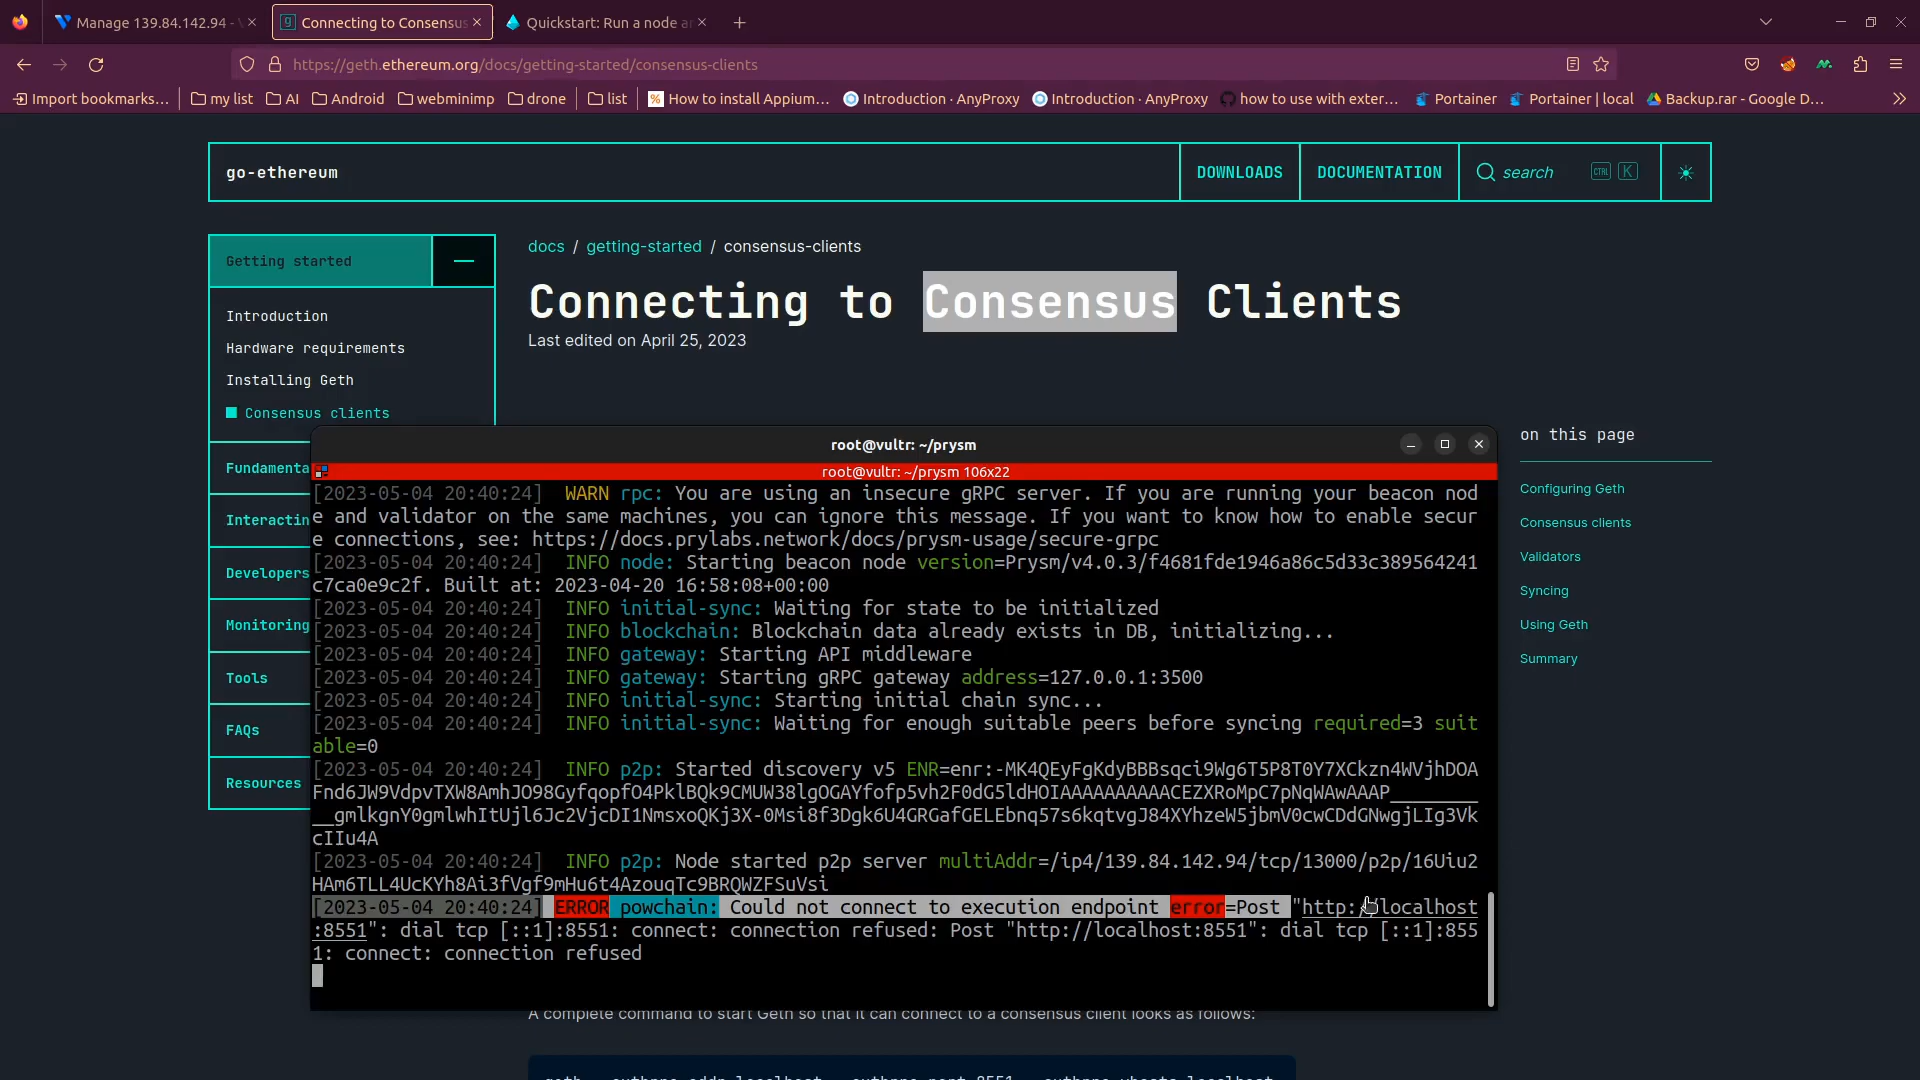 Manage 139.84.142.94 -
Connecting to Consensus
Quickstart: Run a node an
https://geth.ethereum.org/docs/getting-started/consensus-clients
Import bookmarks... my list AI Android webminimp drone list How to install Appium... Introduction · AnyProxy Introduction · AnyProxy how to use with exter... Portainer Portainer | local Backup.rar - Google D...
go-ethereum DOWNLOADS DOCUMENTATION search CTRL K
Getting started
Introduction
Hardware requirements
Installing Geth
Consensus clients
Fundamenta
Interactin
Developers
Monitoring
Tools
FAQs
Resources
docs / getting-started / consensus-clients
Connecting to Consensus Clients
Last edited on April 25, 2023
on this page
Configuring Geth
Consensus clients
Validators
Syncing
Using Geth
Summary
root@vultr: ~/prysm
root@vultr: ~/prysm 106x22
[2023-05-04 20:40:24]  WARN rpc: You are using an insecure gRPC server. If you are running your beacon nod
e and validator on the same machines, you can ignore this message. If you want to know how to enable secur
e connections, see: https://docs.prylabs.network/docs/prysm-usage/secure-grpc
[2023-05-04 20:40:24]  INFO node: Starting beacon node version=Prysm/v4.0.3/f4681fde1946a86c5d33c389564241
c7ca0e9c2f. Built at: 2023-04-20 16:58:08+00:00
[2023-05-04 20:40:24]  INFO initial-sync: Waiting for state to be initialized
[2023-05-04 20:40:24]  INFO blockchain: Blockchain data already exists in DB, initializing...
[2023-05-04 20:40:24]  INFO gateway: Starting API middleware
[2023-05-04 20:40:24]  INFO gateway: Starting gRPC gateway address=127.0.0.1:3500
[2023-05-04 20:40:24]  INFO initial-sync: Starting initial chain sync...
[2023-05-04 20:40:24]  INFO initial-sync: Waiting for enough suitable peers before syncing required=3 suit
able=0
[2023-05-04 20:40:24]  INFO p2p: Started discovery v5 ENR=enr:-MK4QEyFgKdyBBBsqci9Wg6T5P8T0Y7XCkzn4WVjhDOA
Fnd6JW9VdpvTXW8AmhJO98GyfqopfO4PklBQk9CMUW38lgOGAYfofp5vh2F0dG5ldHOIAAAAAAAAAACEZXRoMpC7pNqWAwAAAP________
__gmlkgnY0gmlwhItUjl6Jc2VjcDI1NmsxoQKj3X-0Msi8f3Dgk6U4GRGafGELEbnq57s6kqtvgJ84XYhzeW5jbmV0cwCDdGNwgjLIg3Vk
cIIu4A
[2023-05-04 20:40:24]  INFO p2p: Node started p2p server multiAddr=/ip4/139.84.142.94/tcp/13000/p2p/16Uiu2
HAm6TLL4UcKYh8Ai3fVgf9mHu6t4AzouqTc9BRQWZFSuVsi
[2023-05-04 20:40:24] ERROR powchain: Could not connect to execution endpoint error=Post "http://localhost
:8551": dial tcp [::1]:8551: connect: connection refused: Post "http://localhost:8551": dial tcp [::1]:855
1: connect: connection refused
A complete command to start Geth so that it can connect to a consensus client looks as follows:
geth --authrpc.addr localhost --authrpc.port 8551 --authrpc.vhosts localhost